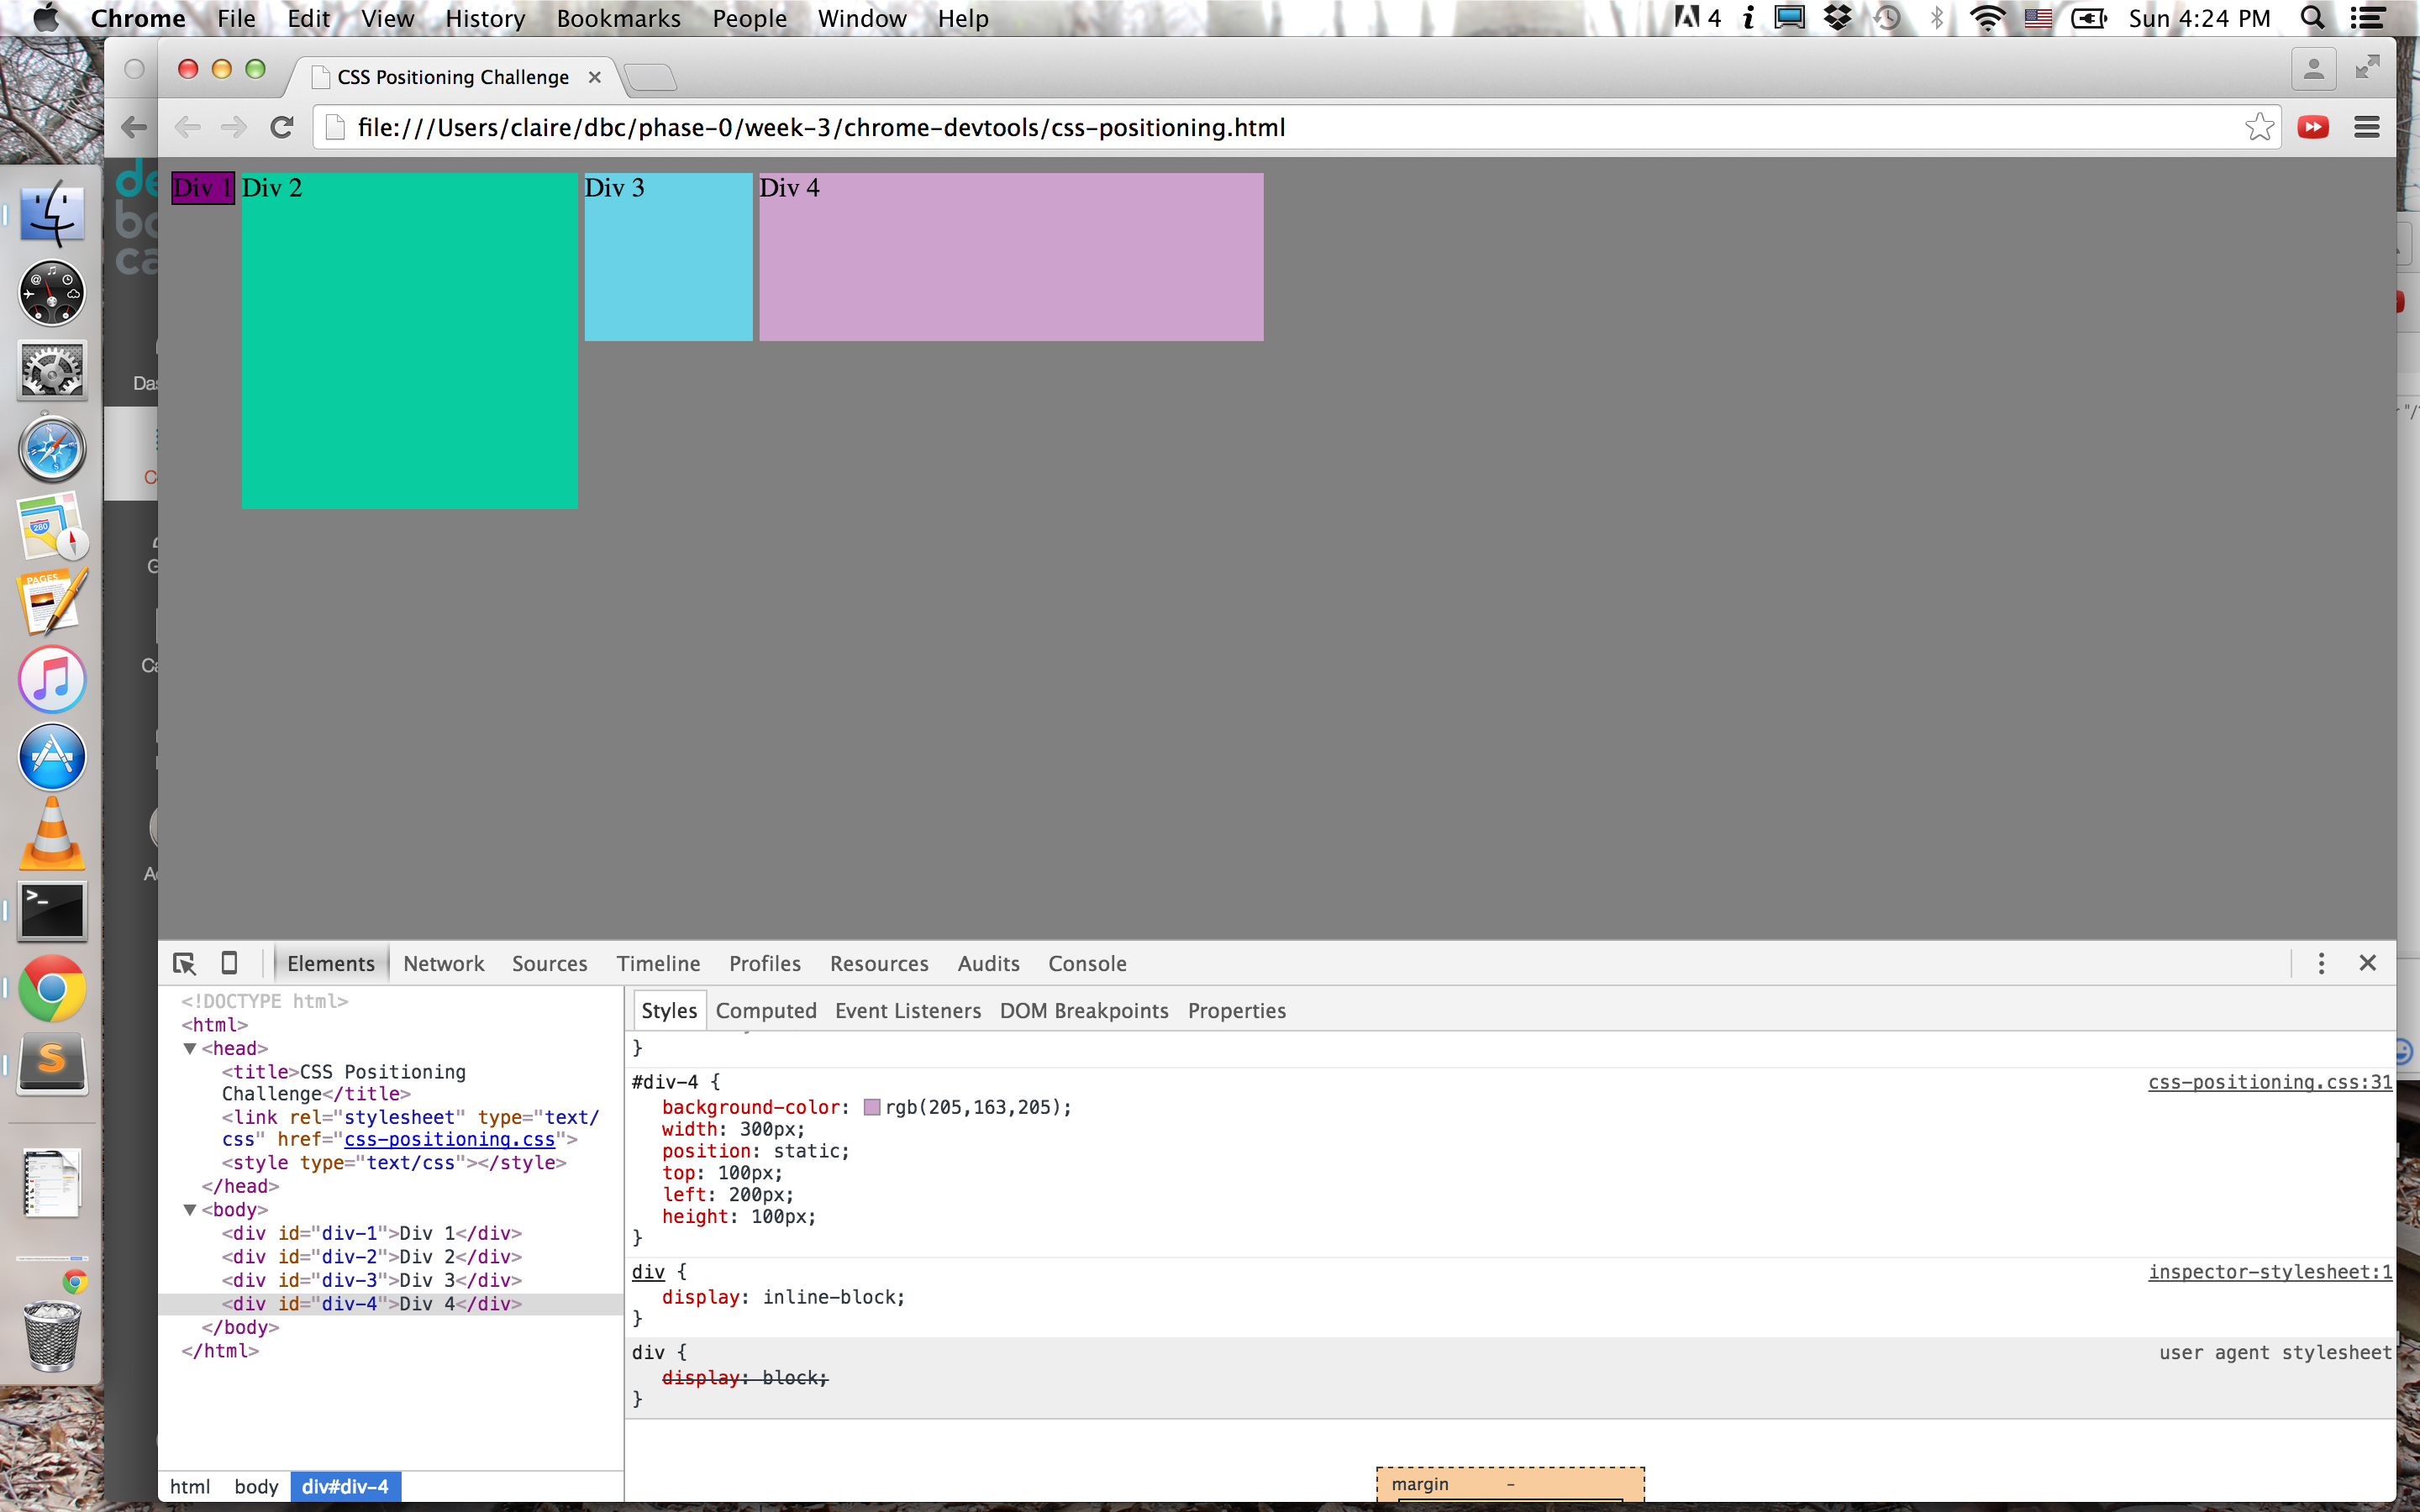 Chrome File Edit View History Bookmarks People Window Help 4 Sun 4:24 PM
CSS Positioning Challenge
file:///Users/claire/dbc/phase-0/week-3/chrome-devtools/css-positioning.html
Div 1 Div 2 Div 3 Div 4
280
PAGES
Elements Network Sources Timeline Profiles Resources Audits Console
Styles Computed Event Listeners DOM Breakpoints Properties
<!DOCTYPE html>
<html>
▼<head>
<title>CSS Positioning
Challenge</title>
<link rel="stylesheet" type="text/
css" href="css-positioning.css">
<style type="text/css"></style>
</head>
▼<body>
<div id="div-1">Div 1</div>
<div id="div-2">Div 2</div>
<div id="div-3">Div 3</div>
<div id="div-4">Div 4</div>
</body>
</html>
html body div#div-4
}
#div-4 { css-positioning.css:31
background-color: rgb(205,163,205);
width: 300px;
position: static;
top: 100px;
left: 200px;
height: 100px;
}
div { inspector-stylesheet:1
display: inline-block;
}
div { user agent stylesheet
display: block;
}
margin -